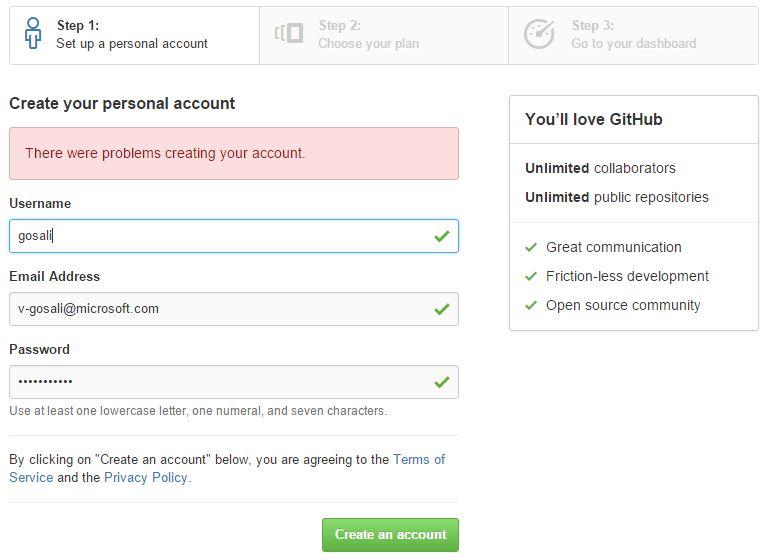 Step 1:
Set up a personal account
Step 2:
Choose your plan
Step 3:
Go to your dashboard
Create your personal account
There were problems creating your account.
Username
gosali
Email Address
v-gosali@microsoft.com
Password
•••••••••••
Use at least one lowercase letter, one numeral, and seven characters.
By clicking on "Create an account" below, you are agreeing to the Terms of
Service and the Privacy Policy.
Create an account
You'll love GitHub
Unlimited collaborators
Unlimited public repositories
Great communication
Friction-less development
Open source community